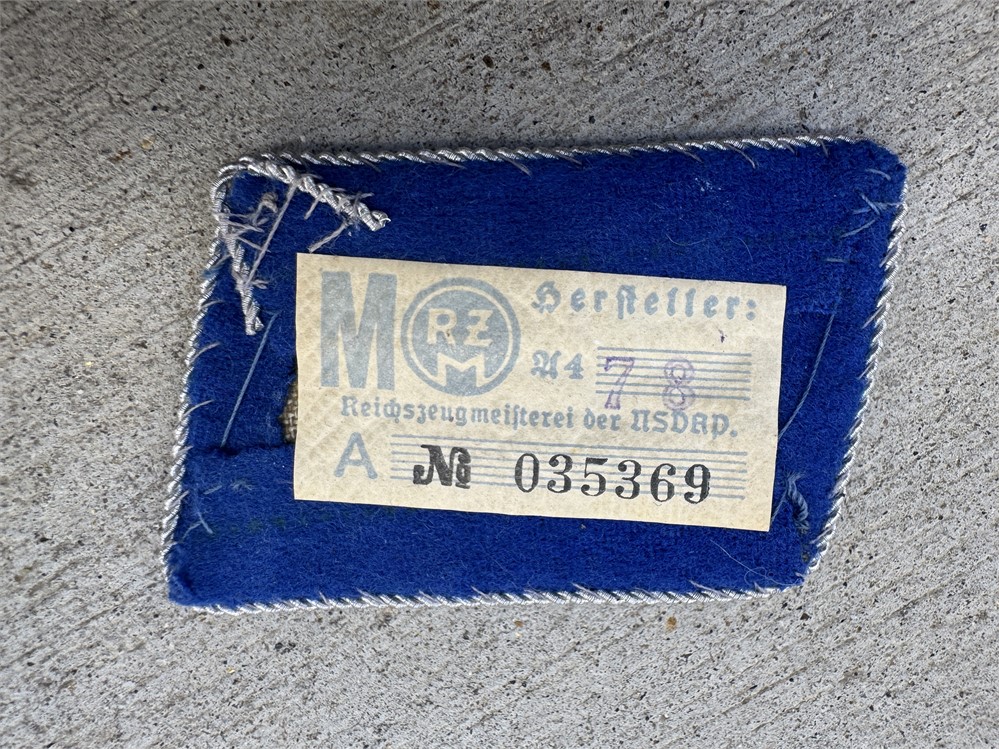 M RZM Hersteller:
A4 78
Reichszeugmeisterei der NSDAP.
A № 035369